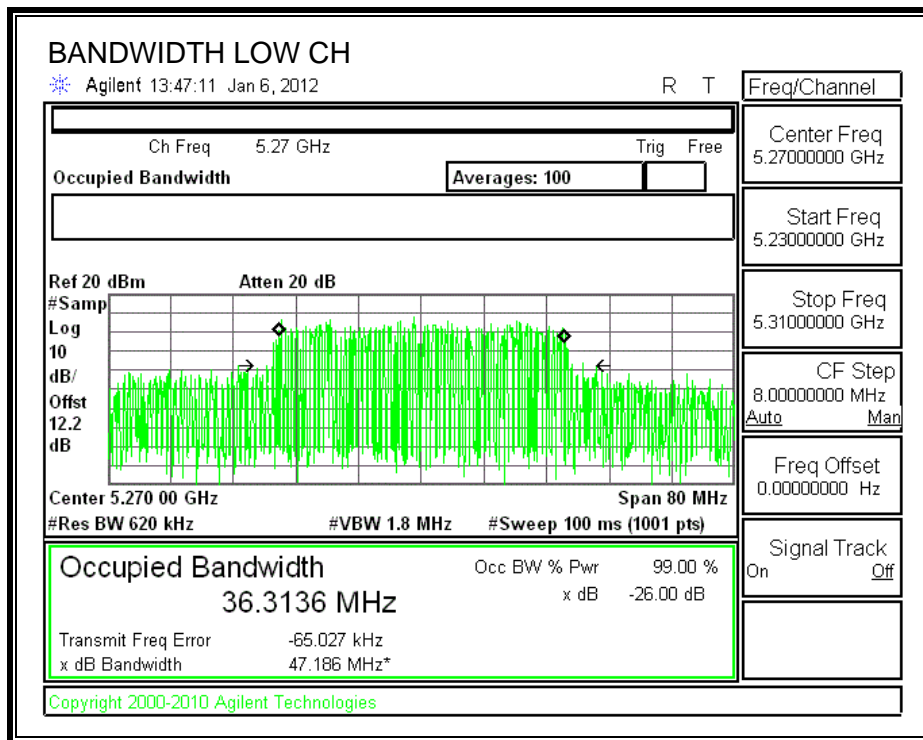 BANDWIDTH LOW CH
Agilent 13:47:11 Jan 6, 2012 R T
Ch Freq 5.27 GHz Trig Free
Occupied Bandwidth Averages: 100
Ref 20 dBm Atten 20 dB
#Samp
Log
10
dB/
Offst
12.2
dB
Center 5.270 00 GHz Span 80 MHz
#Res BW 620 kHz #VBW 1.8 MHz #Sweep 100 ms (1001 pts)
Occupied Bandwidth Occ BW % Pwr 99.00 %
36.3136 MHz x dB -26.00 dB
Transmit Freq Error -65.027 kHz
x dB Bandwidth 47.186 MHz*
Copyright 2000-2010 Agilent Technologies
Freq/Channel
Center Freq
5.27000000 GHz
Start Freq
5.23000000 GHz
Stop Freq
5.31000000 GHz
CF Step
8.00000000 MHz
Auto Man
Freq Offset
0.00000000 Hz
Signal Track
On Off